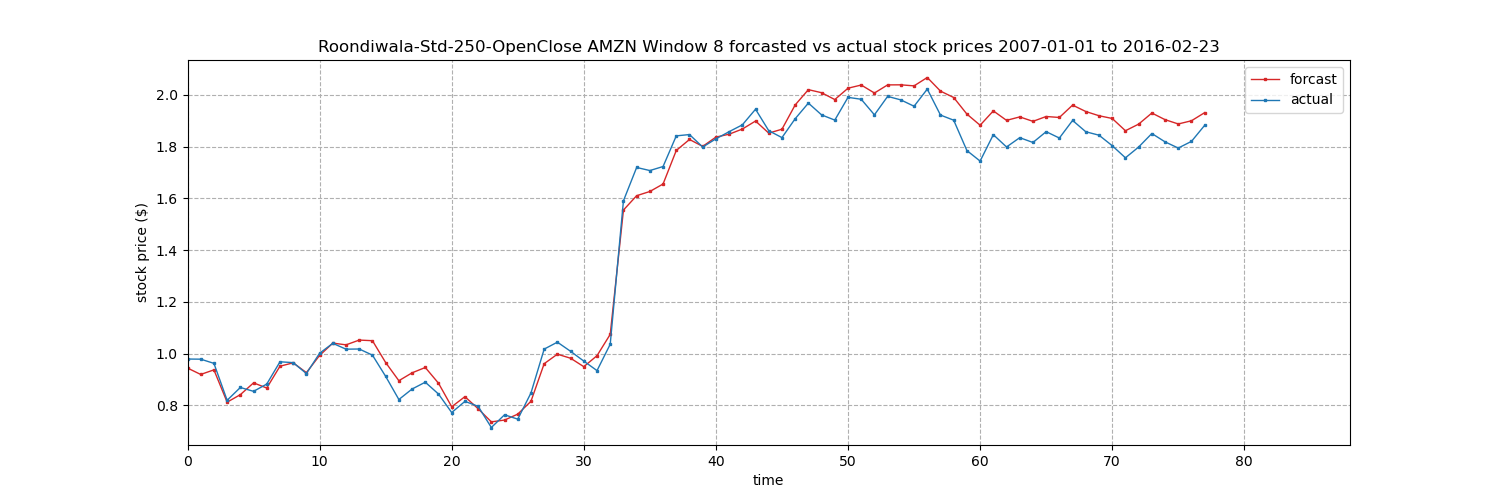 Roondiwala-Std-250-OpenClose AMZN Window 8 forcasted vs actual stock prices 2007-01-01 to 2016-02-23
forcast
actual
stock price ($)
2.0
1.8
1.6
1.4
1.2
1.0
0.8
0 10 20 30 40 50 60 70 80
time